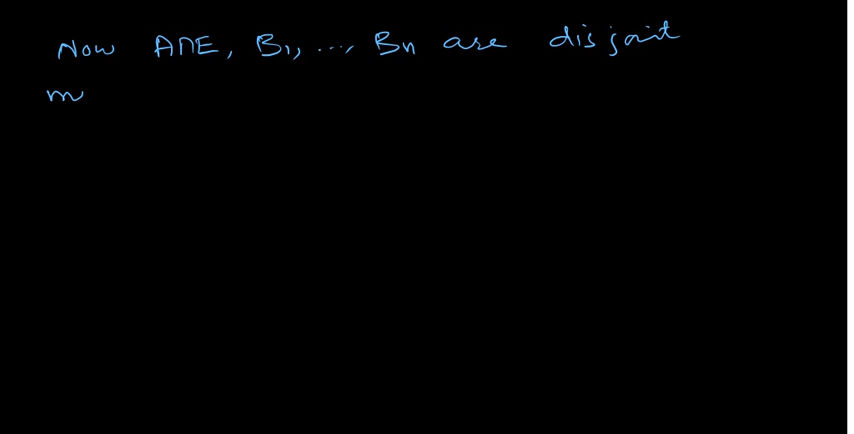 Now A∩E, B₁, ..., Bn are disjoint
m